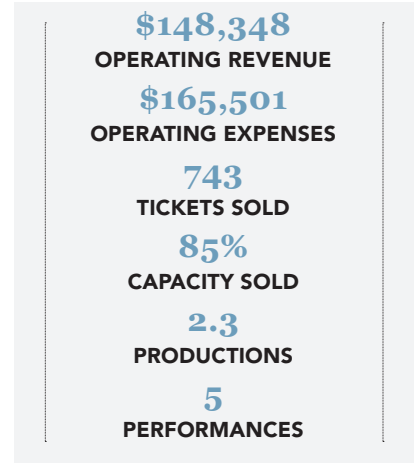 $148,348
OPERATING REVENUE
$165,501
OPERATING EXPENSES
743
TICKETS SOLD
85%
CAPACITY SOLD
2.3
PRODUCTIONS
5
PERFORMANCES